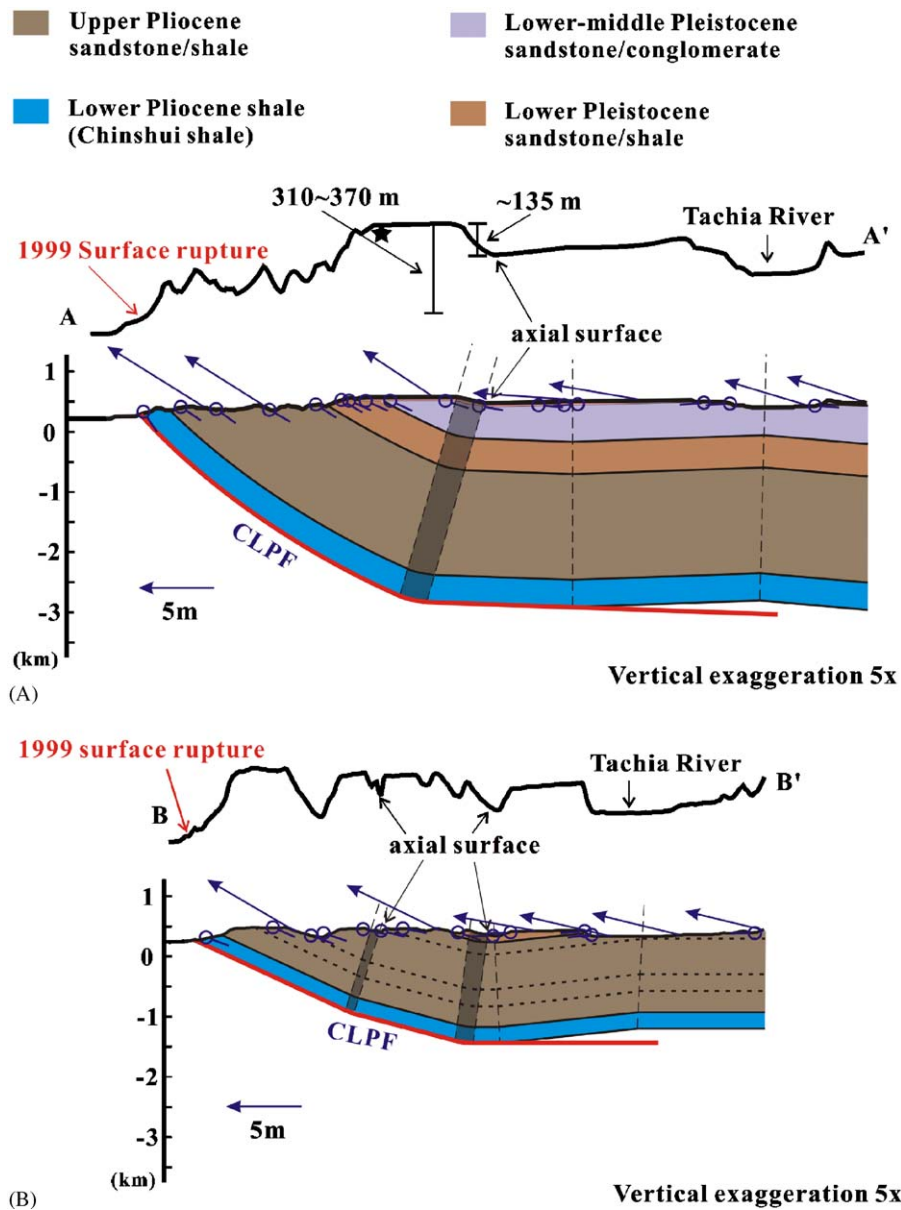 Upper Pliocene
sandstone/shale
Lower-middle Pleistocene
sandstone/conglomerate
Lower Pliocene shale
(Chinshui shale)
Lower Pleistocene
sandstone/shale
310~370 m
~135 m
Tachia River
A'
1999 Surface rupture
A
axial surface
1
0
-1
-2
-3
(km)
CLPF
5m
Vertical exaggeration 5x
(A)
1999 surface rupture
Tachia River
B'
B
axial surface
1
0
-1
-2
-3
(km)
CLPF
5m
Vertical exaggeration 5x
(B)